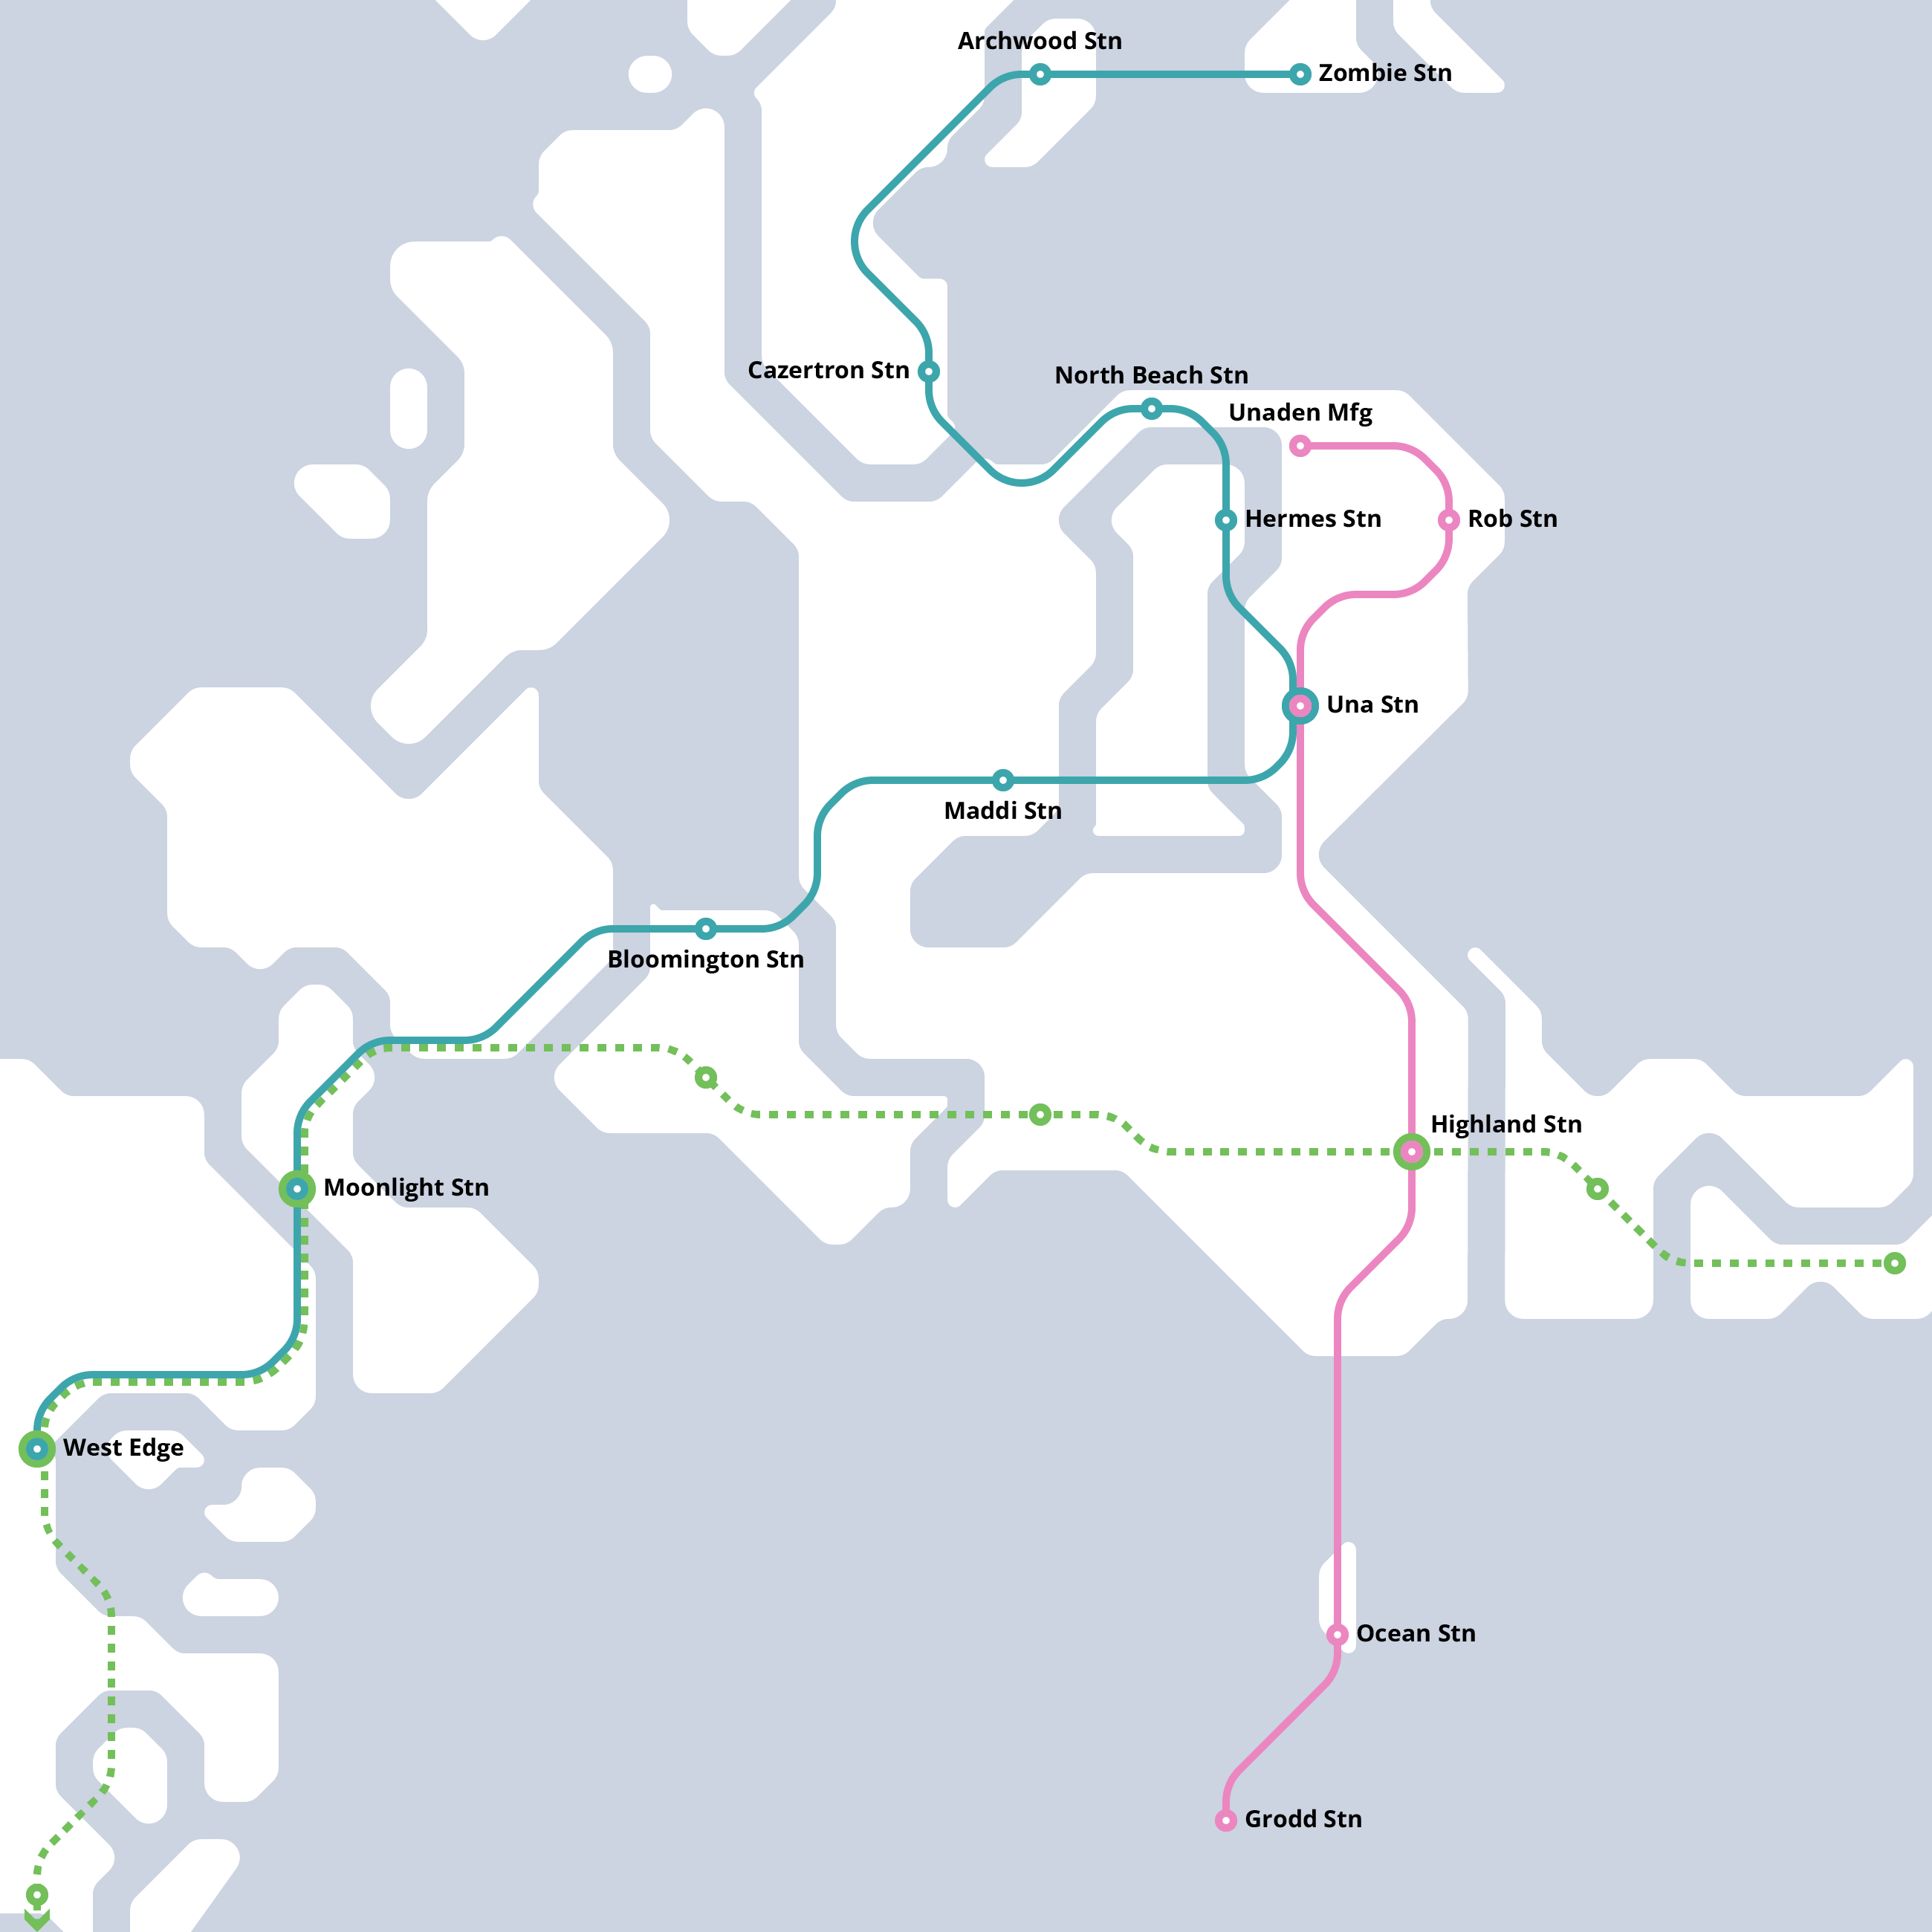 Archwood Stn
Zombie Stn
Cazertron Stn
North Beach Stn
Unaden Mfg
Hermes Stn
Rob Stn
Una Stn
Maddi Stn
Bloomington Stn
Highland Stn
Moonlight Stn
West Edge
Ocean Stn
Grodd Stn